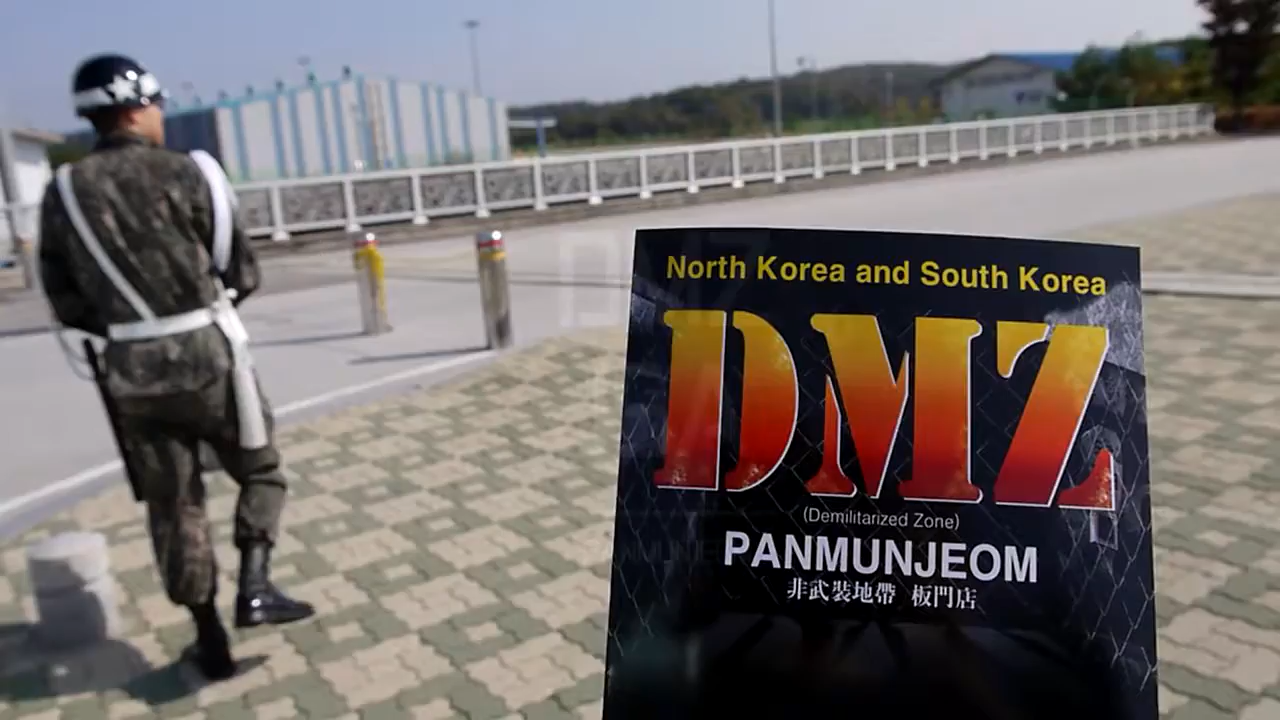 North Korea and South Korea
DMZ
(Demilitarized Zone)
PANMUNJEOM
非武裝地帶 板門店